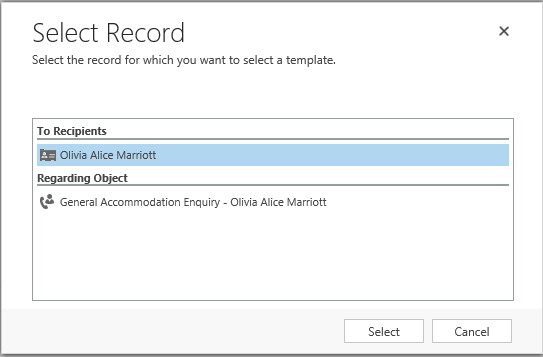 Select Record
Select the record for which you want to select a template.
To Recipients
Olivia Alice Marriott
Regarding Object
General Accommodation Enquiry - Olivia Alice Marriott
Select
Cancel